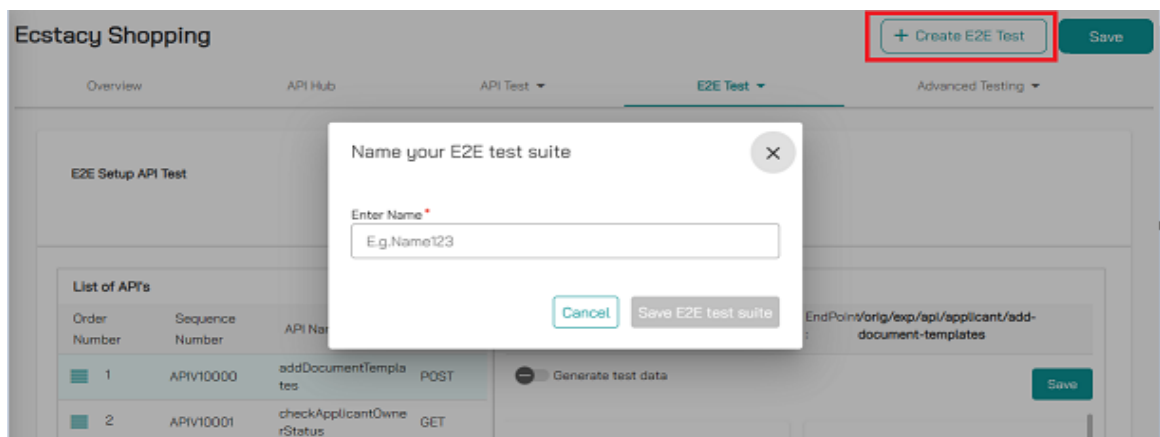 Ecstacy Shopping
+ Create E2E Test
Save
Overview
API Hub
API Test
E2E Test
Advanced Testing
Name your E2E test suite
E2E Setup API Test
Enter Name*
E.g.Name123
List of API's
Cancel
Save E2E test suite
Order
Number
Sequence
Number
API Nar
EndPoint/orig/exp/api/applicant/add-
: document-templates
1
APIV10000
addDocumentTempla
tes
POST
Generate test data
Save
2
APIV10001
checkApplicantOwne
rStatus
GET